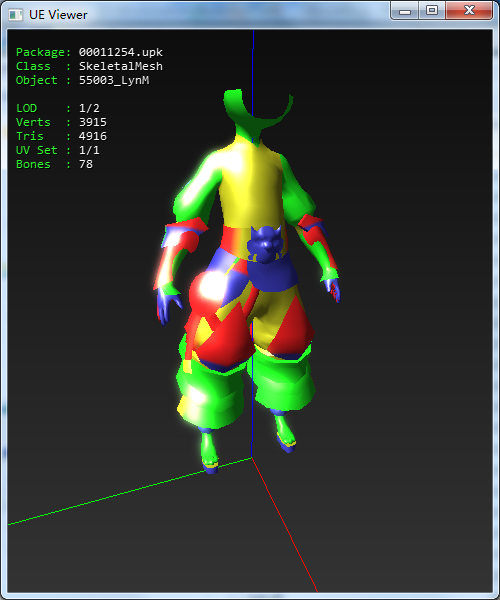 UE Viewer
Package: 00011254.upk
Class : SkeletalMesh
Object : 55003_LynM
LOD : 1/2
Verts : 3915
Tris : 4916
UV Set : 1/1
Bones : 78